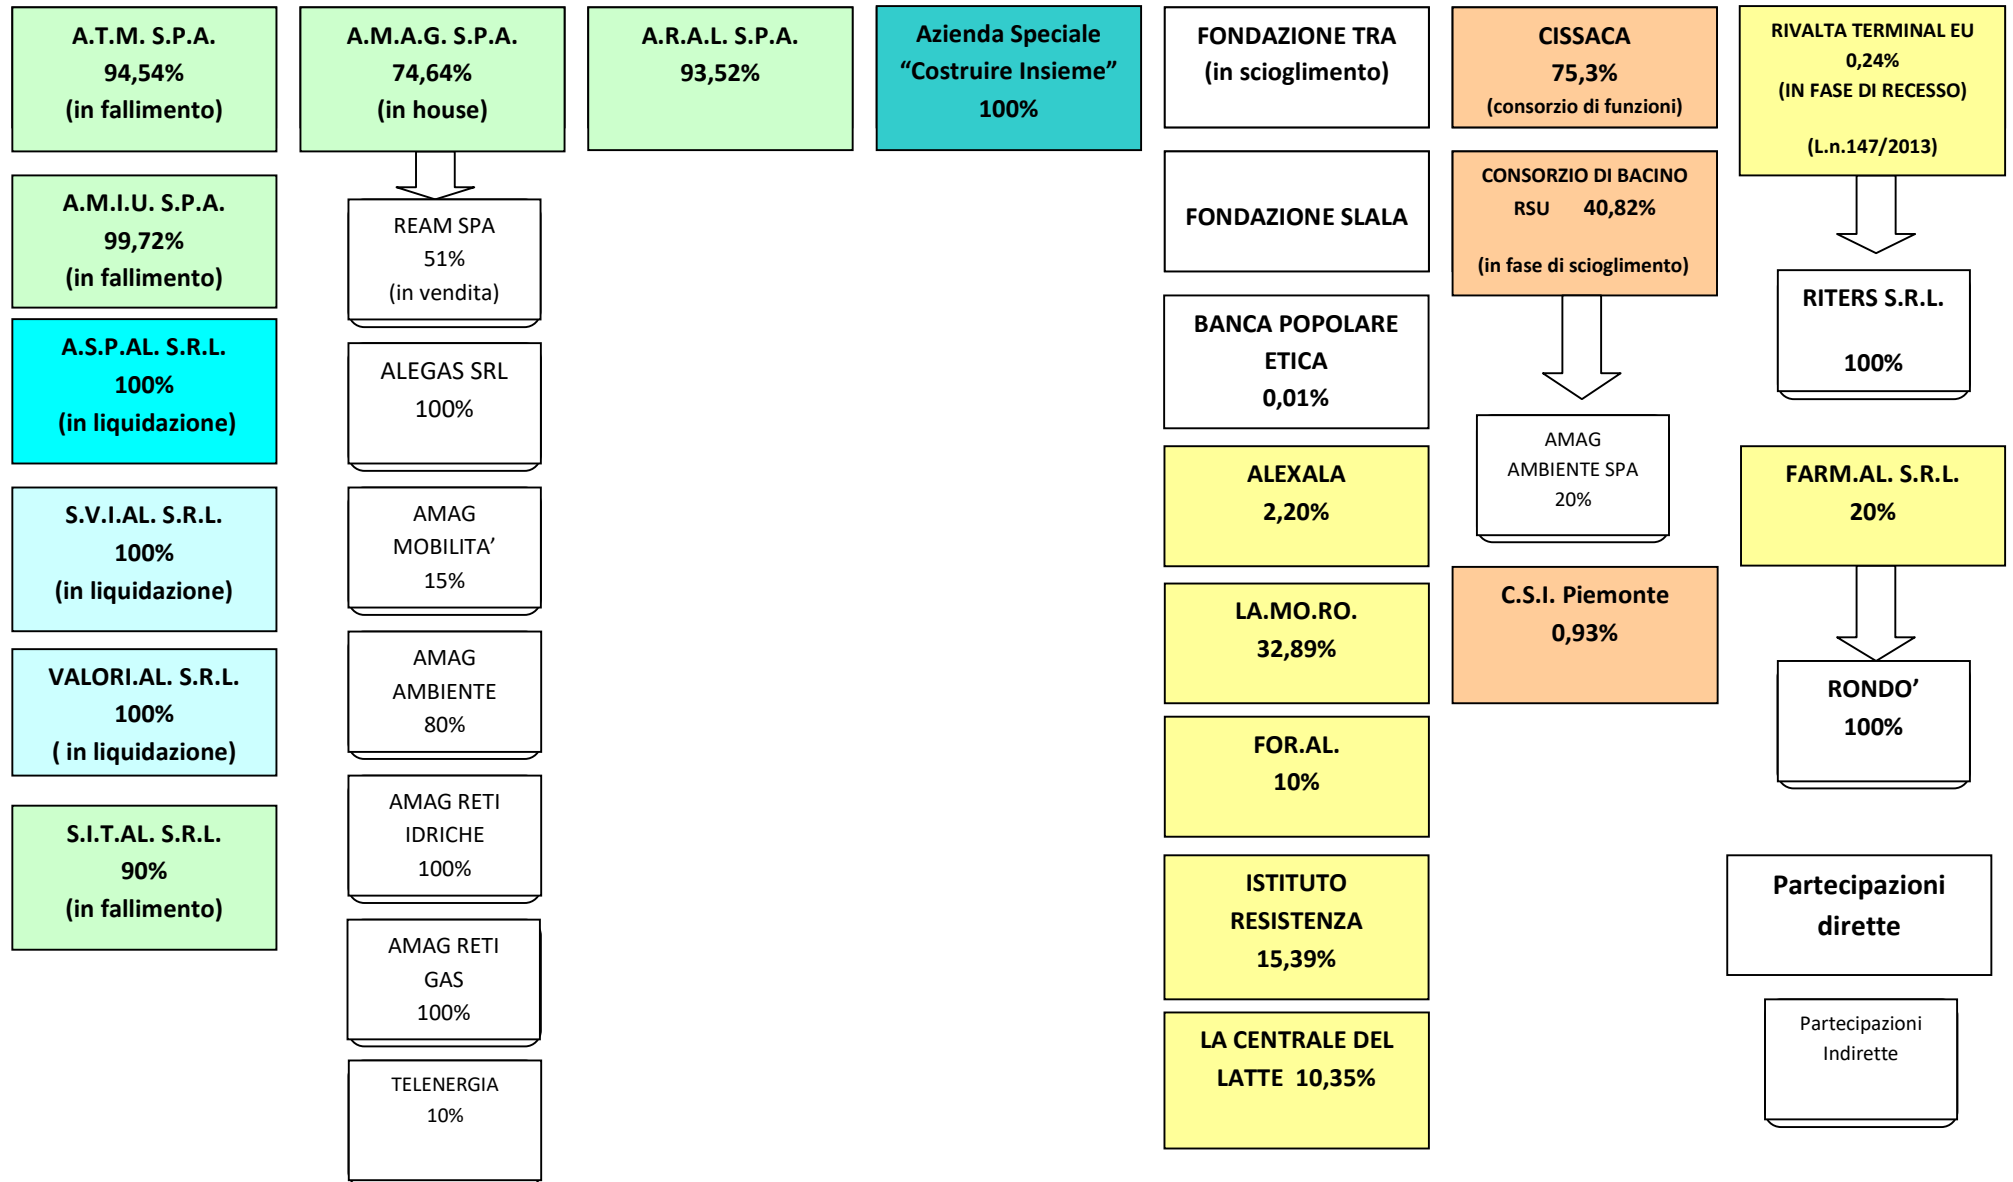 A.T.M. S.P.A.
94,54%
(in fallimento)
A.M.I.U. S.P.A.
99,72%
(in fallimento)
A.S.P.AL. S.R.L.
100%
(in liquidazione)
S.V.I.AL. S.R.L.
100%
(in liquidazione)
VALORI.AL. S.R.L.
100%
( in liquidazione)
S.I.T.AL. S.R.L.
90%
(in fallimento)
A.M.A.G. S.P.A.
74,64%
(in house)
REAM SPA
51%
(in vendita)
ALEGAS SRL
100%
AMAG
MOBILITA’
15%
AMAG
AMBIENTE
80%
AMAG RETI
IDRICHE
100%
AMAG RETI
GAS
100%
TELENERGIA
10%
A.R.A.L. S.P.A.
93,52%
Azienda Speciale
“Costruire Insieme”
100%
FONDAZIONE TRA
(in scioglimento)
FONDAZIONE SLALA
BANCA POPOLARE
ETICA
0,01%
ALEXALA
2,20%
LA.MO.RO.
32,89%
FOR.AL.
10%
ISTITUTO
RESISTENZA
15,39%
LA CENTRALE DEL
LATTE 10,35%
CISSACA
75,3%
(consorzio di funzioni)
CONSORZIO DI BACINO
RSU 40,82%
(in fase di scioglimento)
AMAG
AMBIENTE SPA
20%
C.S.I. Piemonte
0,93%
RIVALTA TERMINAL EU
0,24%
(IN FASE DI RECESSO)
(L.n.147/2013)
RITERS S.R.L.
100%
FARM.AL. S.R.L.
20%
RONDO’
100%
Partecipazioni
dirette
Partecipazioni
Indirette